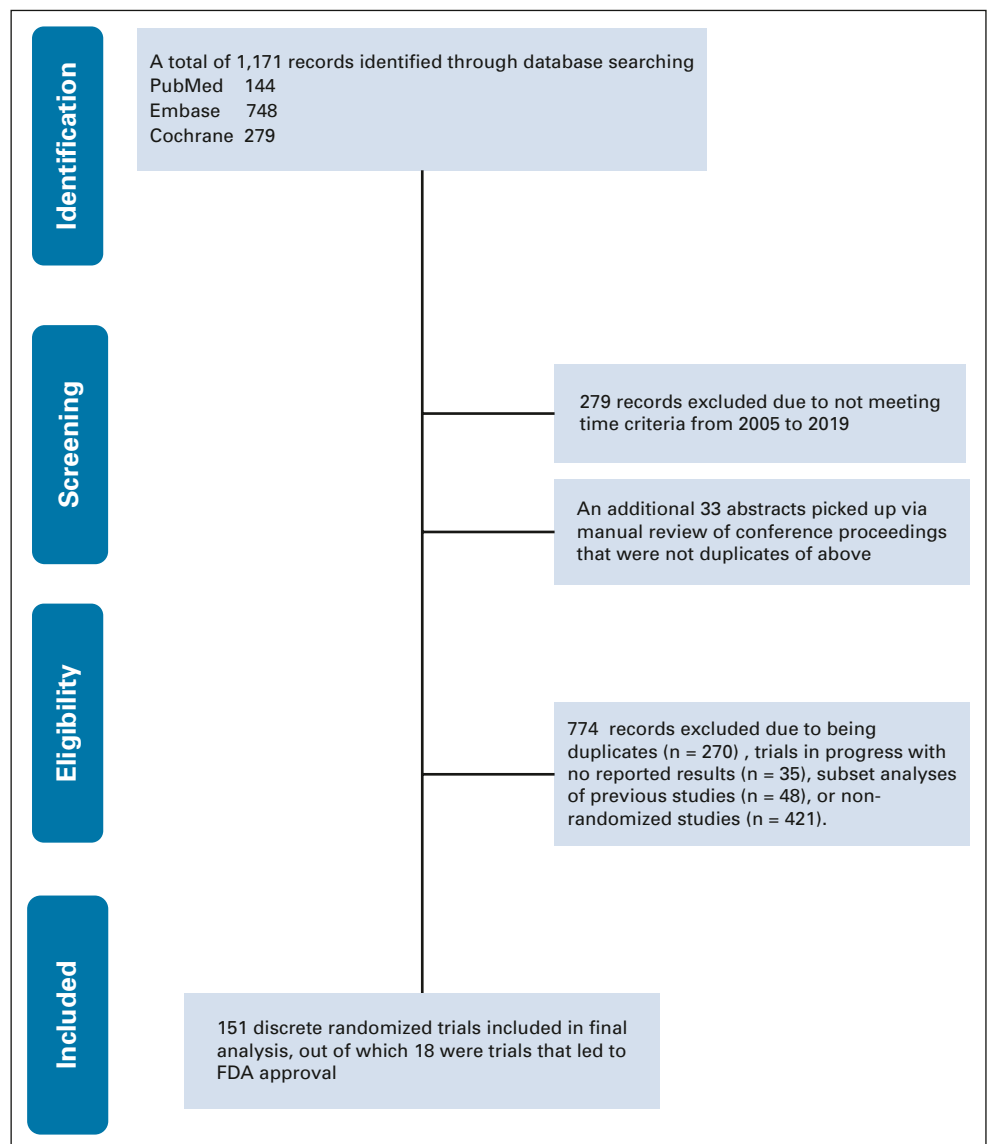 Identification
A total of 1,171 records identified through database searching
PubMed 144
Embase 748
Cochrane 279
Screening
279 records excluded due to not meeting
time criteria from 2005 to 2019
An additional 33 abstracts picked up via
manual review of conference proceedings
that were not duplicates of above
Eligibility
774 records excluded due to being
duplicates (n = 270) , trials in progress with
no reported results (n = 35), subset analyses
of previous studies (n = 48), or non-
randomized studies (n = 421).
Included
151 discrete randomized trials included in final
analysis, out of which 18 were trials that led to
FDA approval